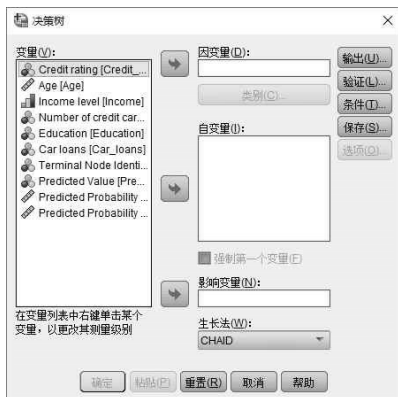 决策树
变量(V):
Credit rating [Credit_...
Age [Age]
Income level [Income]
Number of credit car...
Education [Education]
Car loans [Car_loans]
Terminal Node Identi...
Predicted Value [Pre...
Predicted Probability ...
Predicted Probability ...
在变量列表中右键单击某个
变量，以更改其测量级别
因变量(D):
类别(C)...
自变量(I):
强制第一个变量(F)
影响变量(N):
生长法(W):
CHAID
输出(U)...
验证(L)...
条件(T)...
保存(S)...
选项(O)...
确定
粘贴(P)
重置(R)
取消
帮助